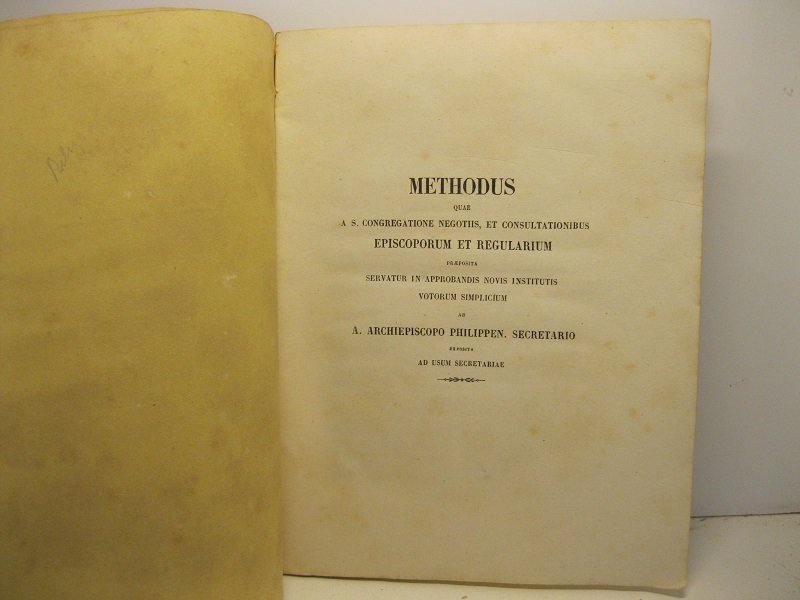 METHODUS
QUAE
A S. CONGREGATIONE NEGOTIIS, ET CONSULTATIONIBUS
EPISCOPORUM ET REGULARIUM
PRÆPOSITA
SERVATUR IN APPROBANDIS NOVIS INSTITUTIS
VOTORUM SIMPLICIUM
AB
A. ARCHIEPISCOPO PHILIPPEN. SECRETARIO
EXPOSITA
AD USUM SECRETARIAE